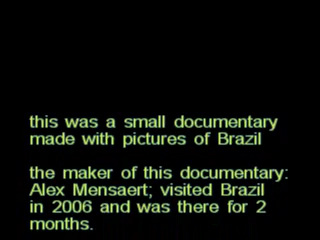 this was a small documentary
made with pictures of Brazil
the maker of this documentary:
Alex Mensaert; visited Brazil
in 2006 and was there for 2
months.